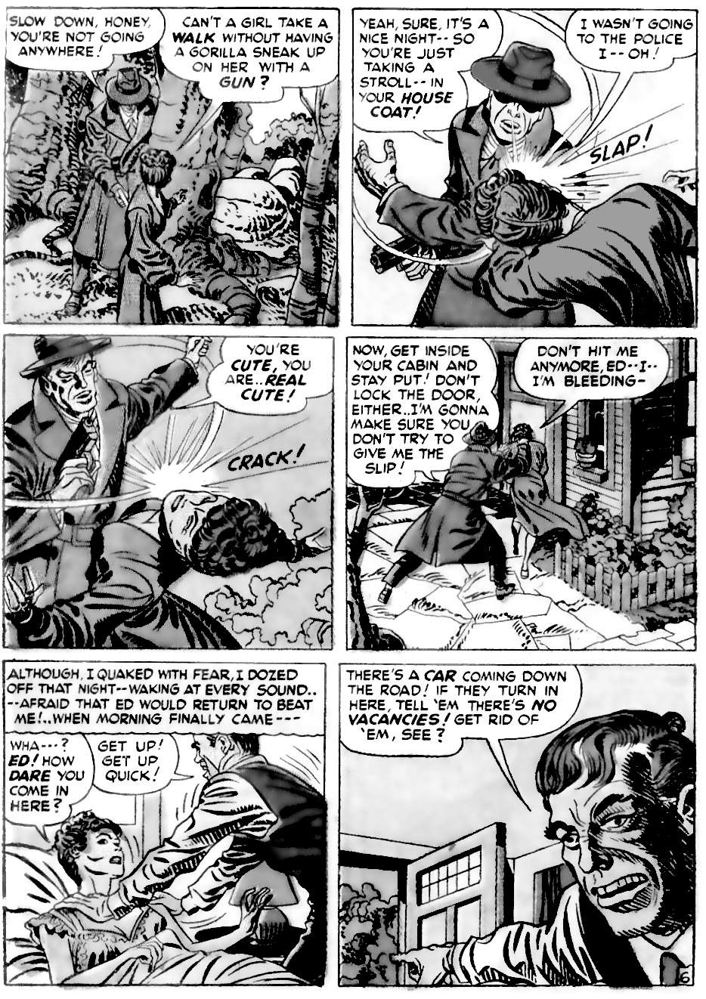 SLOW DOWN, HONEY,
YOU'RE NOT GOING
ANYWHERE!
CAN'T A GIRL TAKE A
WALK WITHOUT HAVING
A GORILLA SNEAK UP
ON HER WITH A
GUN?
YEAH, SURE, IT'S A
NICE NIGHT-- SO
YOU'RE JUST
TAKING A
STROLL-- IN
YOUR HOUSE
COAT!
I WASN'T GOING
TO THE POLICE
I-- OH!
SLAP!
YOU'RE
CUTE, YOU
ARE..REAL
CUTE!
CRACK!
NOW, GET INSIDE
YOUR CABIN AND
STAY PUT! DON'T
LOCK THE DOOR,
EITHER..I'M GONNA
MAKE SURE YOU
DON'T TRY TO
GIVE ME THE
SLIP!
DON'T HIT ME
ANYMORE, ED--I--
I'M BLEEDING-
ALTHOUGH, I QUAKED WITH FEAR, I DOZED
OFF THAT NIGHT--WAKING AT EVERY SOUND..
--AFRAID THAT ED WOULD RETURN TO BEAT
ME!..WHEN MORNING FINALLY CAME---
WHA---?
ED! HOW
DARE YOU
COME IN
HERE?
GET UP!
GET UP
QUICK!
THERE'S A CAR COMING DOWN
THE ROAD! IF THEY TURN IN
HERE, TELL 'EM THERE'S NO
VACANCIES! GET RID OF
'EM, SEE?
6